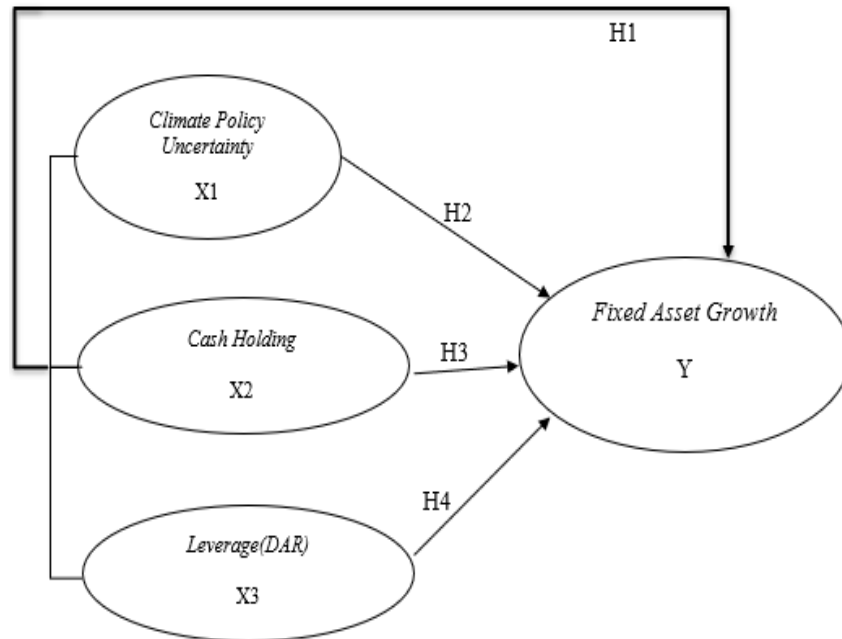 H1
Climate Policy
Uncertainty
X1
H2
Cash Holding
X2
H3
Fixed Asset Growth
Y
H4
Leverage(DAR)
X3